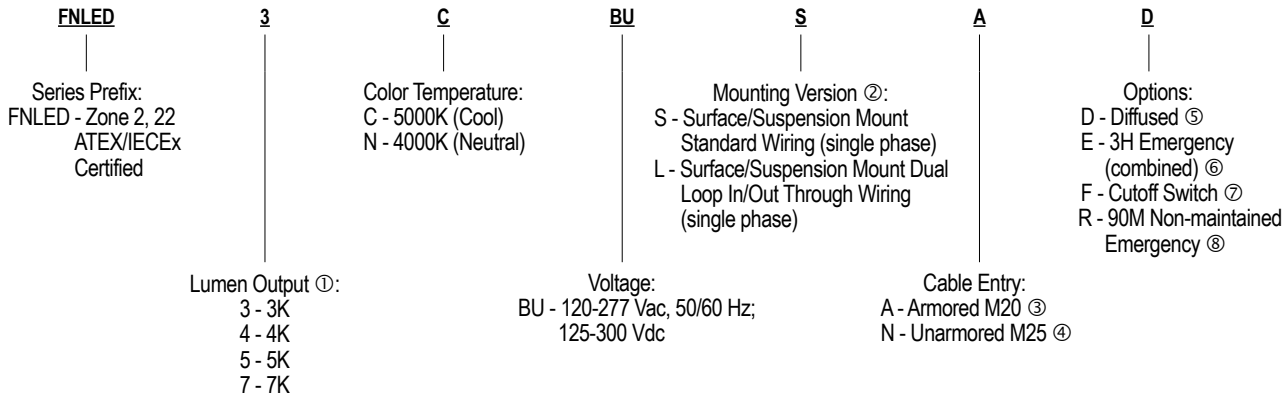 FNLED 3 C BU S A D
Series Prefix:
FNLED - Zone 2, 22
ATEX/IECEx
Certified
Color Temperature:
C - 5000K (Cool)
N - 4000K (Neutral)
Mounting Version ②:
S - Surface/Suspension Mount
Standard Wiring (single phase)
L - Surface/Suspension Mount Dual
Loop In/Out Through Wiring
(single phase)
Options:
D - Diffused ⑤
E - 3H Emergency
(combined) ⑥
F - Cutoff Switch ⑦
R - 90M Non-maintained
Emergency ⑧
Lumen Output ①:
3 - 3K
4 - 4K
5 - 5K
7 - 7K
Voltage:
BU - 120-277 Vac, 50/60 Hz;
125-300 Vdc
Cable Entry:
A - Armored M20 ③
N - Unarmored M25 ④